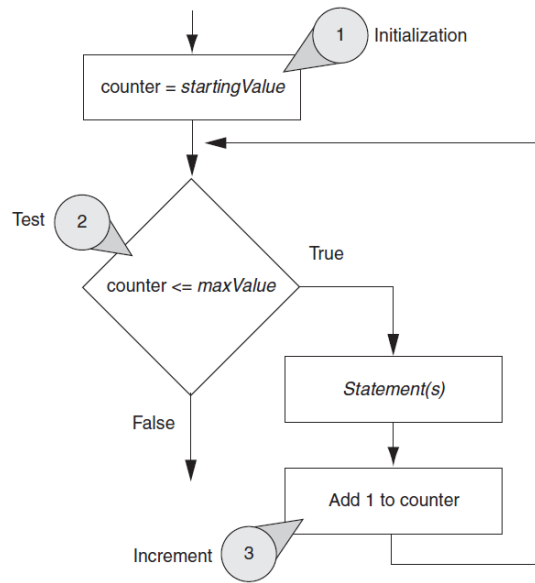 1 Initialization
counter = startingValue
Test 2
counter <= maxValue
True
Statement(s)
False
Add 1 to counter
Increment 3